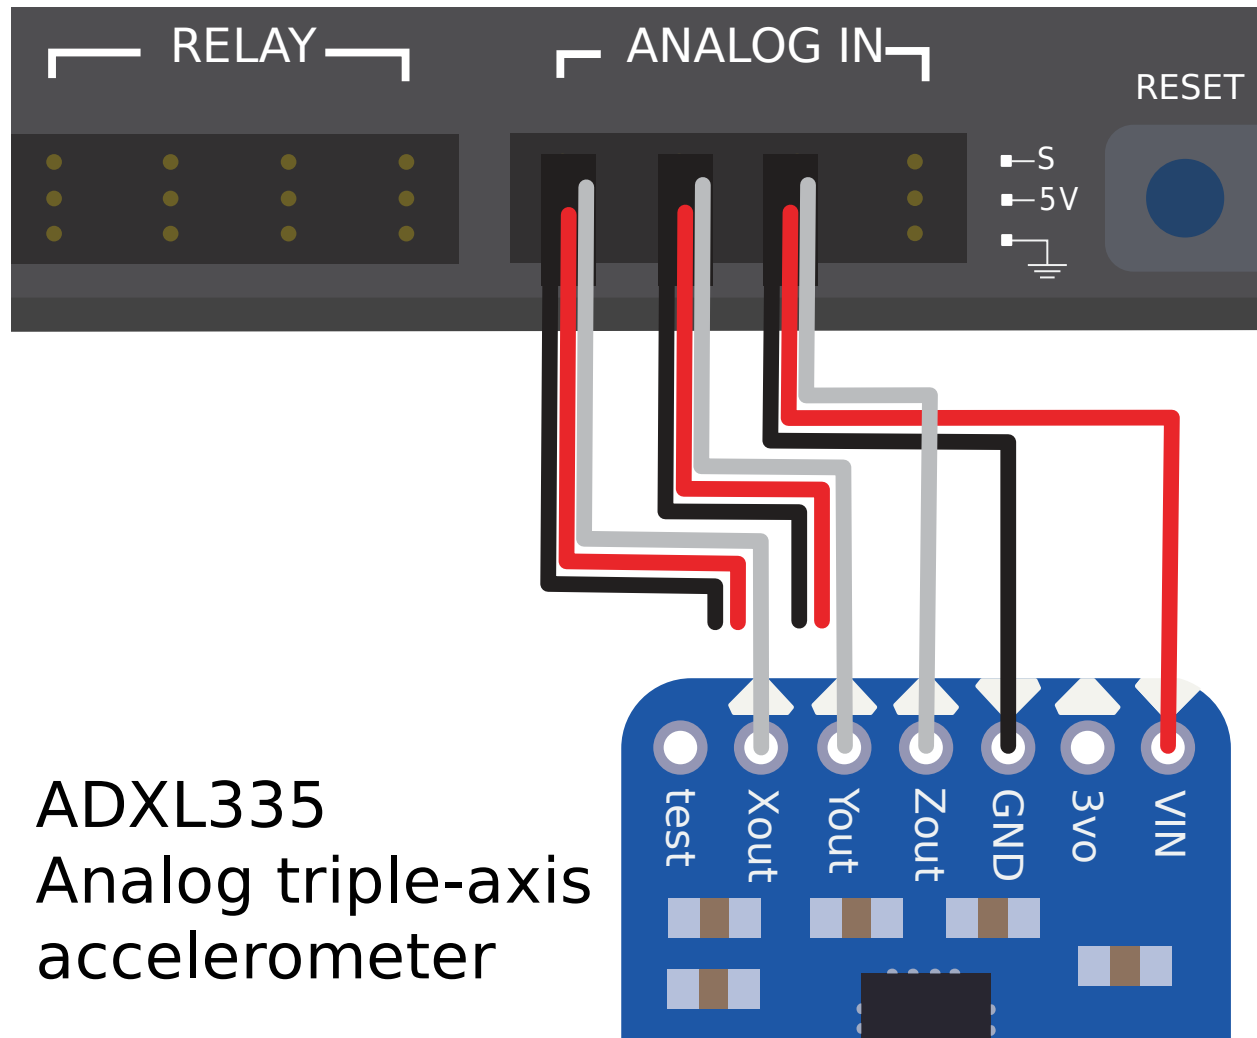 RELAY
ANALOG IN
RESET
S
5V
test
Xout
Yout
Zout
GND
3vo
VIN
ADXL335
Analog triple-axis
accelerometer